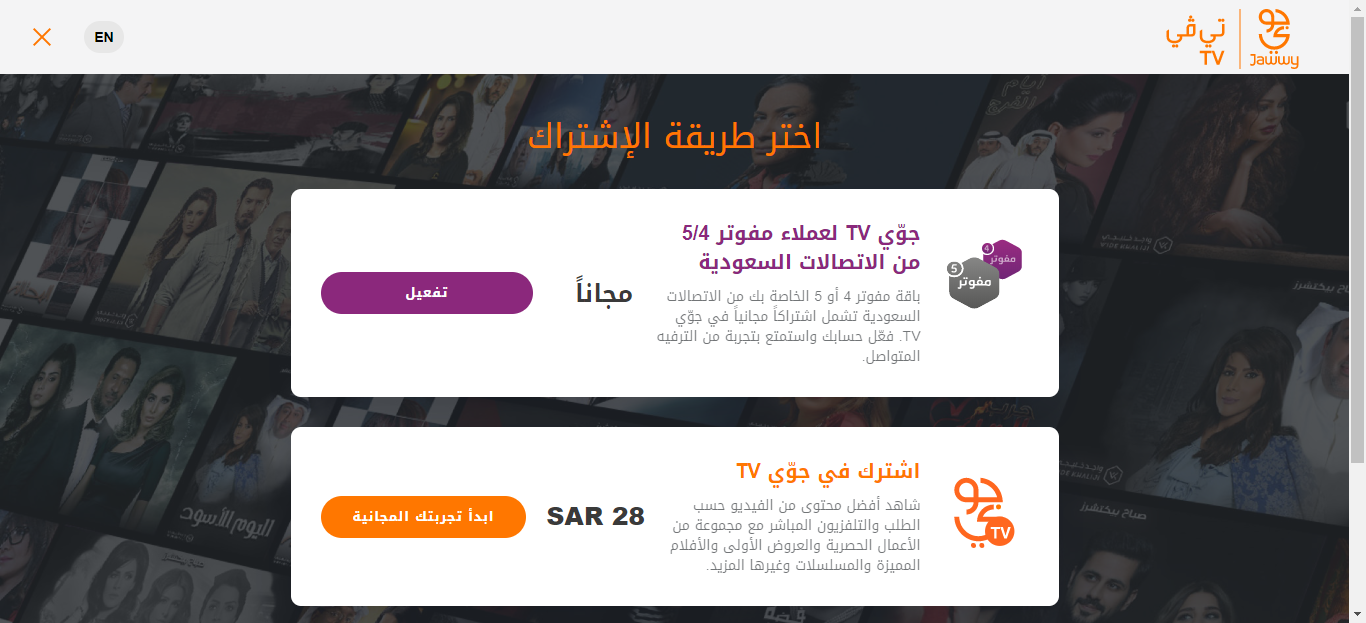 EN
تي ڤي
TV
جوّي
Jawwy
اختر طريقة الإشتراك
جوّي TV لعملاء مفوتر 5/4
من الاتصالات السعودية
باقة مفوتر 4 أو 5 الخاصة بك من الاتصالات
السعودية تشمل اشتراكاً مجانياً في جوّي
TV. فعّل حسابك واستمتع بتجربة من الترفيه
المتواصل.
4
مفوتر
5
مفوتر
مجاناً
تفعيل
اشترك في جوّي TV
شاهد أفضل محتوى من الفيديو حسب
الطلب والتلفزيون المباشر مع مجموعة من
الأعمال الحصرية والعروض الأولى والأفلام
المميزة والمسلسلات وغيرها المزيد.
TV
SAR 28
ابدأ تجربتك المجانية
اليوم الأسود
صباح بيكتشرز